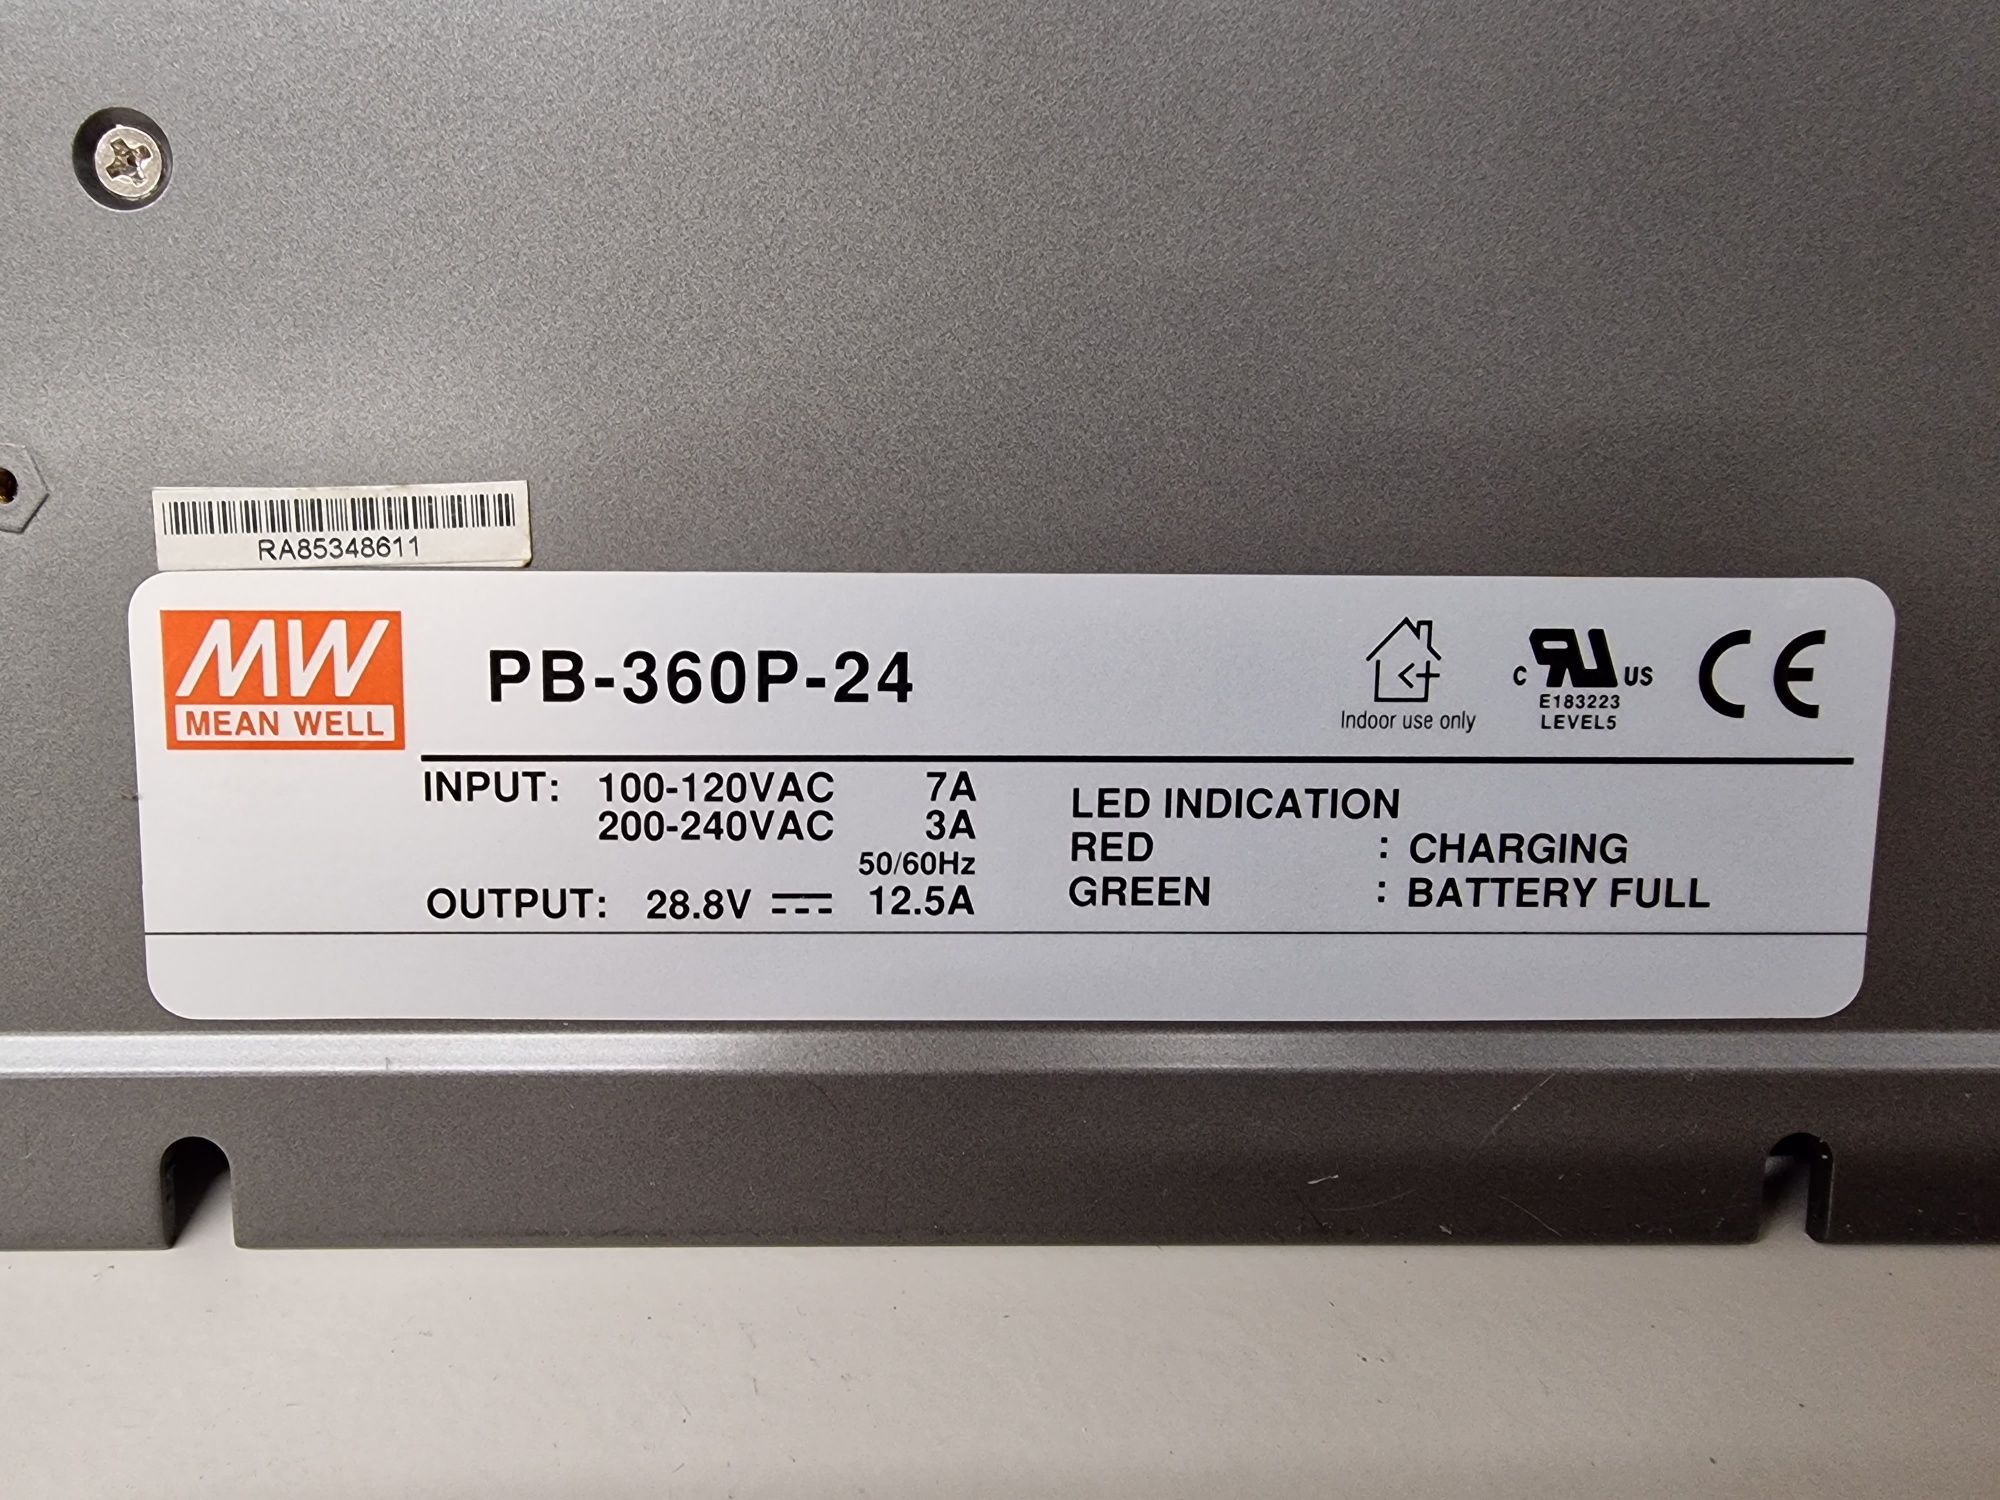 RA85348611
MW
MEAN WELL
PB-360P-24
Indoor use only
C RU US
E183223
LEVEL5
CE
INPUT: 100-120VAC 7A
200-240VAC 3A
50/60Hz
OUTPUT: 28.8V 12.5A
LED INDICATION
RED : CHARGING
GREEN : BATTERY FULL